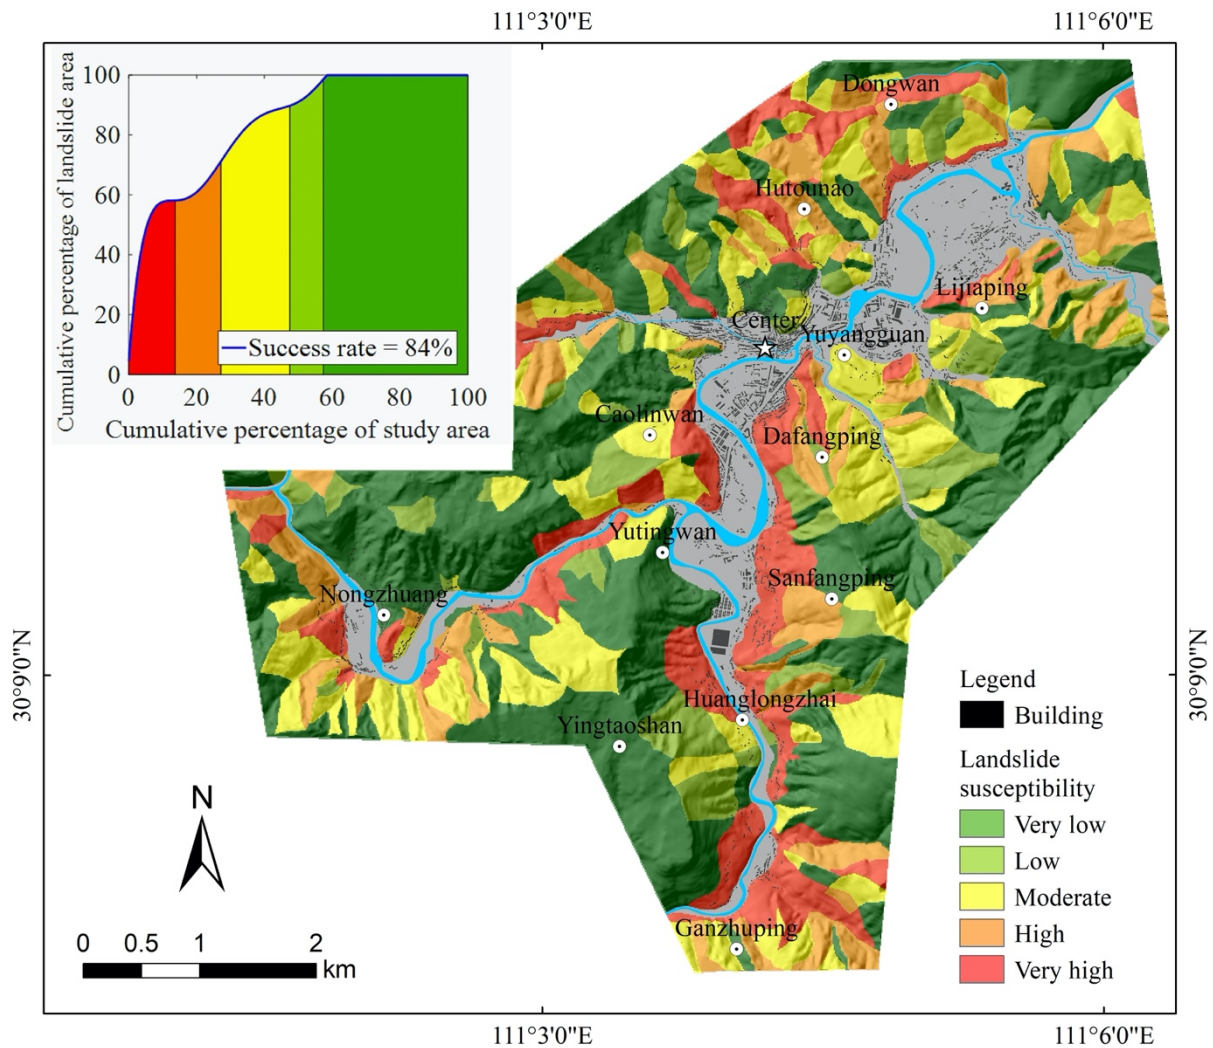 111°3'0"E
111°6'0"E
Cumulative percentage of landslide area
100
80
60
40
20
0
Success rate = 84%
0
20
40
60
80
100
Cumulative percentage of study area
Dongwan
Hutounao
Lijiaping
Center
Yuyangguan
Caolinwan
Dafangping
Yutingwan
Sanfangping
Nongzhuang
Huanglongzhai
Yingtaoshan
Ganzhuping
30°9'0"N
30°9'0"N
Legend
Building
Landslide
susceptibility
Very low
Low
Moderate
High
Very high
N
0
0.5
1
2
km
111°3'0"E
111°6'0"E